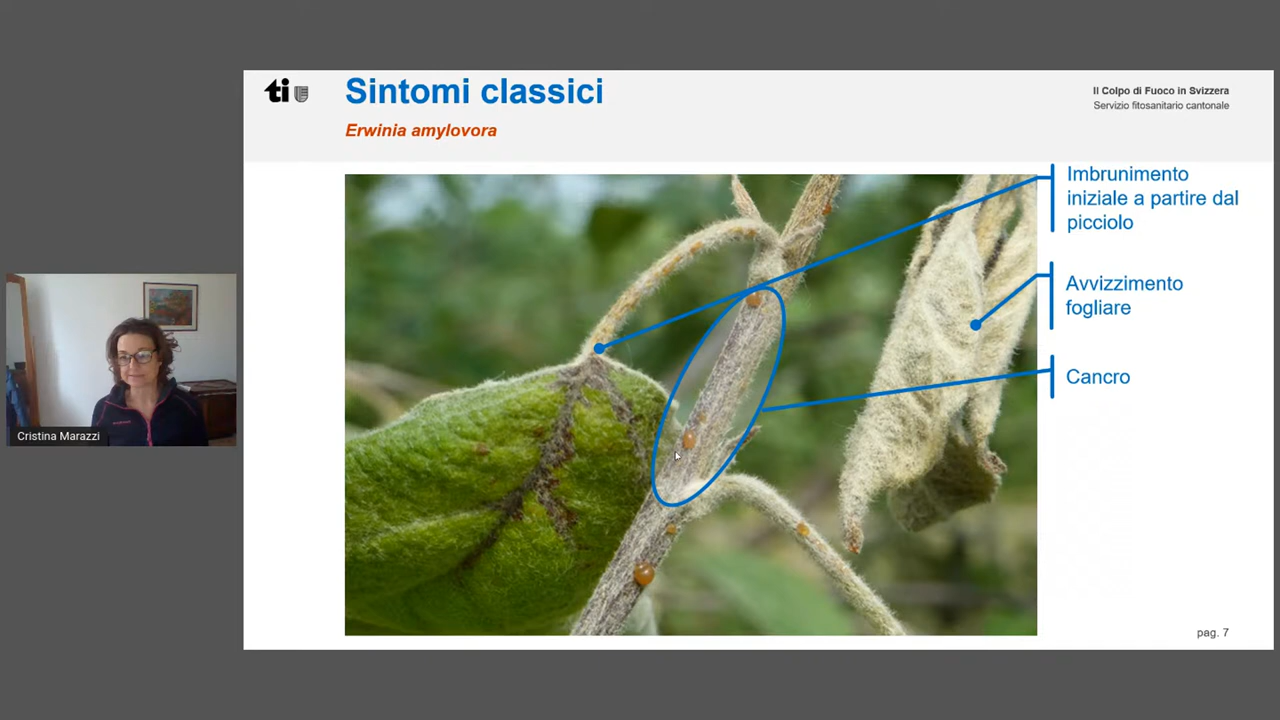 ti
Sintomi classici
Erwinia amylovora
Il Colpo di Fuoco in Svizzera
Servizio fitosanitario cantonale
Imbrunimento
iniziale a partire dal
picciolo
Avvizzimento
fogliare
Cancro
Cristina Marazzi
pag. 7